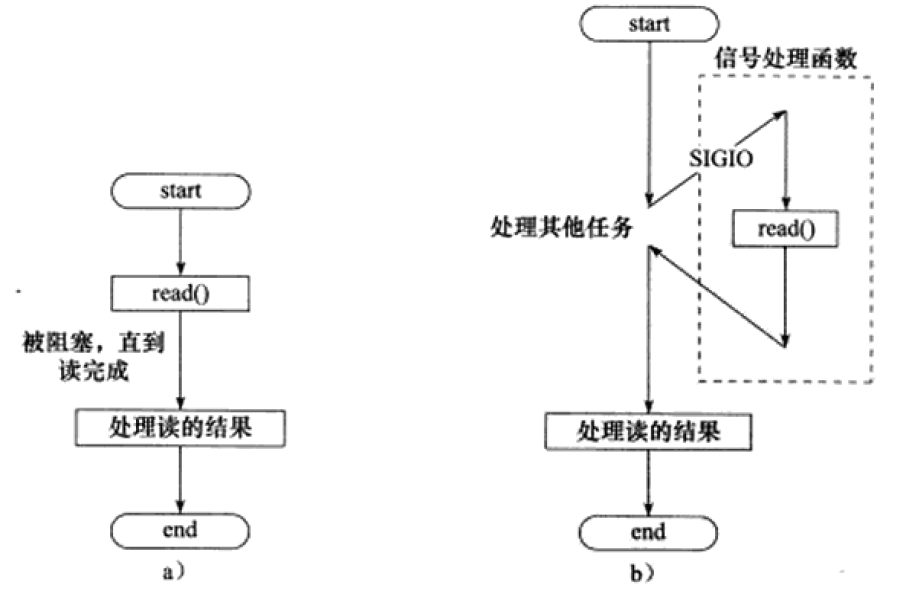 start
read()
被阻塞，直到
读完成
处理读的结果
end
a）
start
信号处理函数
SIGIO
处理其他任务
read()
处理读的结果
end
b）